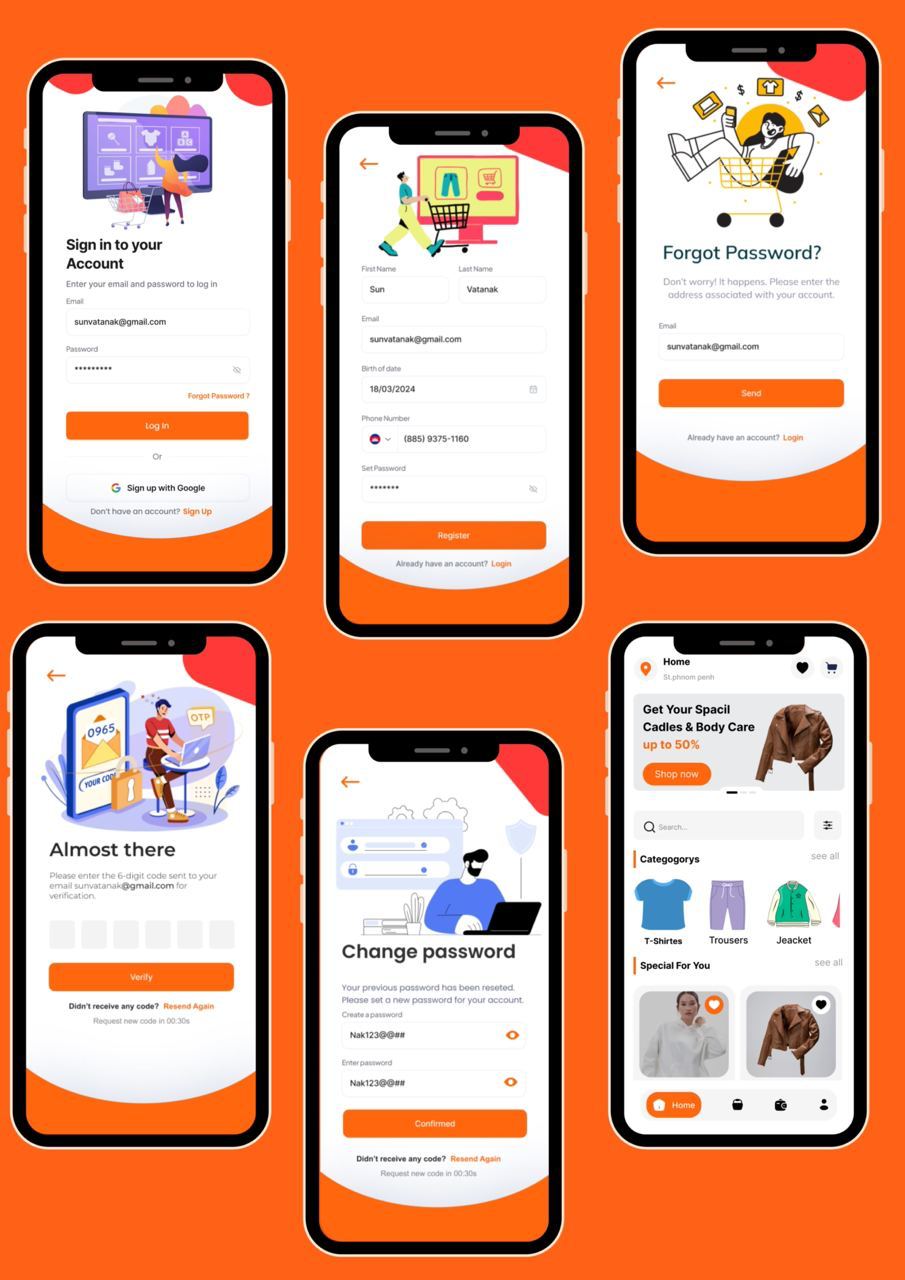 Sign in to your
Account
Enter your email and password to log in
Email
sunvatanak@gmail.com
Password
*********
Forgot Password ?
Log In
Or
Sign up with Google
Don't have an account? Sign Up
First Name
Last Name
Sun
Vatanak
Email
sunvatanak@gmail.com
Birth of date
18/03/2024
Phone Number
(885) 9375-1160
Set Password
*******
Register
Already have an account? Login
$
$
Forgot Password?
Don't worry! It happens. Please enter the
address associated with your account.
Email
sunvatanak@gmail.com
Send
Already have an account? Login
0965
OTP
YOUR CODE
Almost there
Please enter the 6-digit code sent to your
email sunvatanak@gmail.com for
verification.
Verify
Didn't receive any code? Resend Again
Request new code in 00:30s
Change password
Your previous password has been reseted.
Please set a new password for your account.
Create a password
Nak123@@##
Enter password
Nak123@@##
Confirmed
Didn't receive any code? Resend Again
Request new code in 00:30s
Home
St.phnom penh
Get Your Spacil
Cadles & Body Care
up to 50%
Shop now
Search...
Categogorys
see all
T-Shirtes
Trousers
Jeacket
Special For You
see all
Home